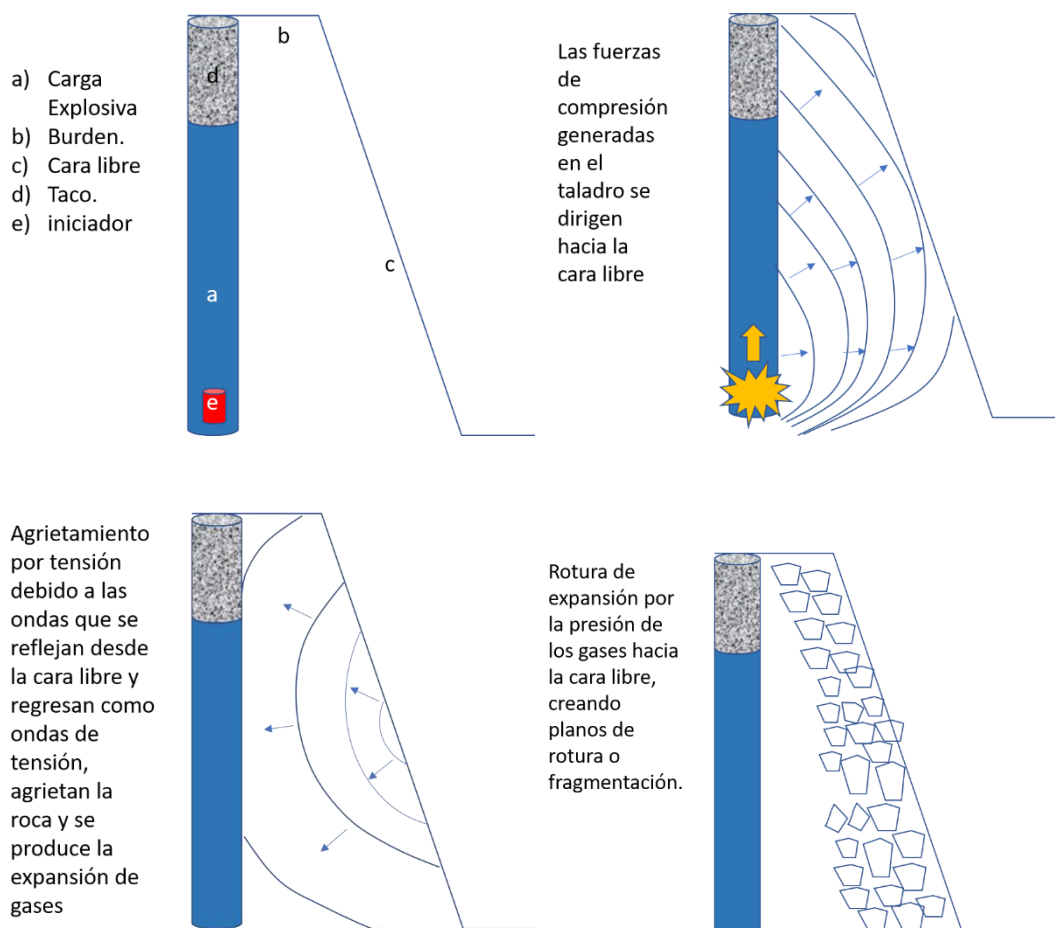 a) Carga
Explosiva
b) Burden.
c) Cara libre
d) Taco.
e) iniciador
b
d
c
a
e
Las fuerzas
de
compresión
generadas
en el
taladro se
dirigen
hacia la
cara libre
Agrietamiento
por tensión
debido a las
ondas que se
reflejan desde
la cara libre y
regresan como
ondas de
tensión,
agrietan la
roca y se
produce la
expansión de
gases
Rotura de
expansión por
la presión de
los gases hacia
la cara libre,
creando
planos de
rotura o
fragmentación.